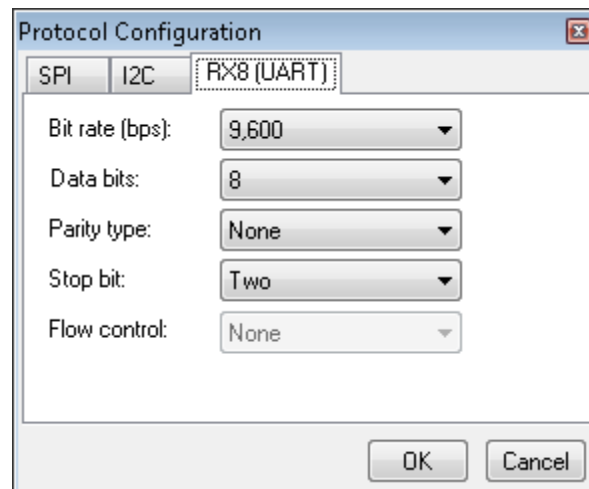 Protocol Configuration
SPI I2C RX8 (UART)
Bit rate (bps): 9,600
Data bits: 8
Parity type: None
Stop bit: Two
Flow control: None
OK Cancel